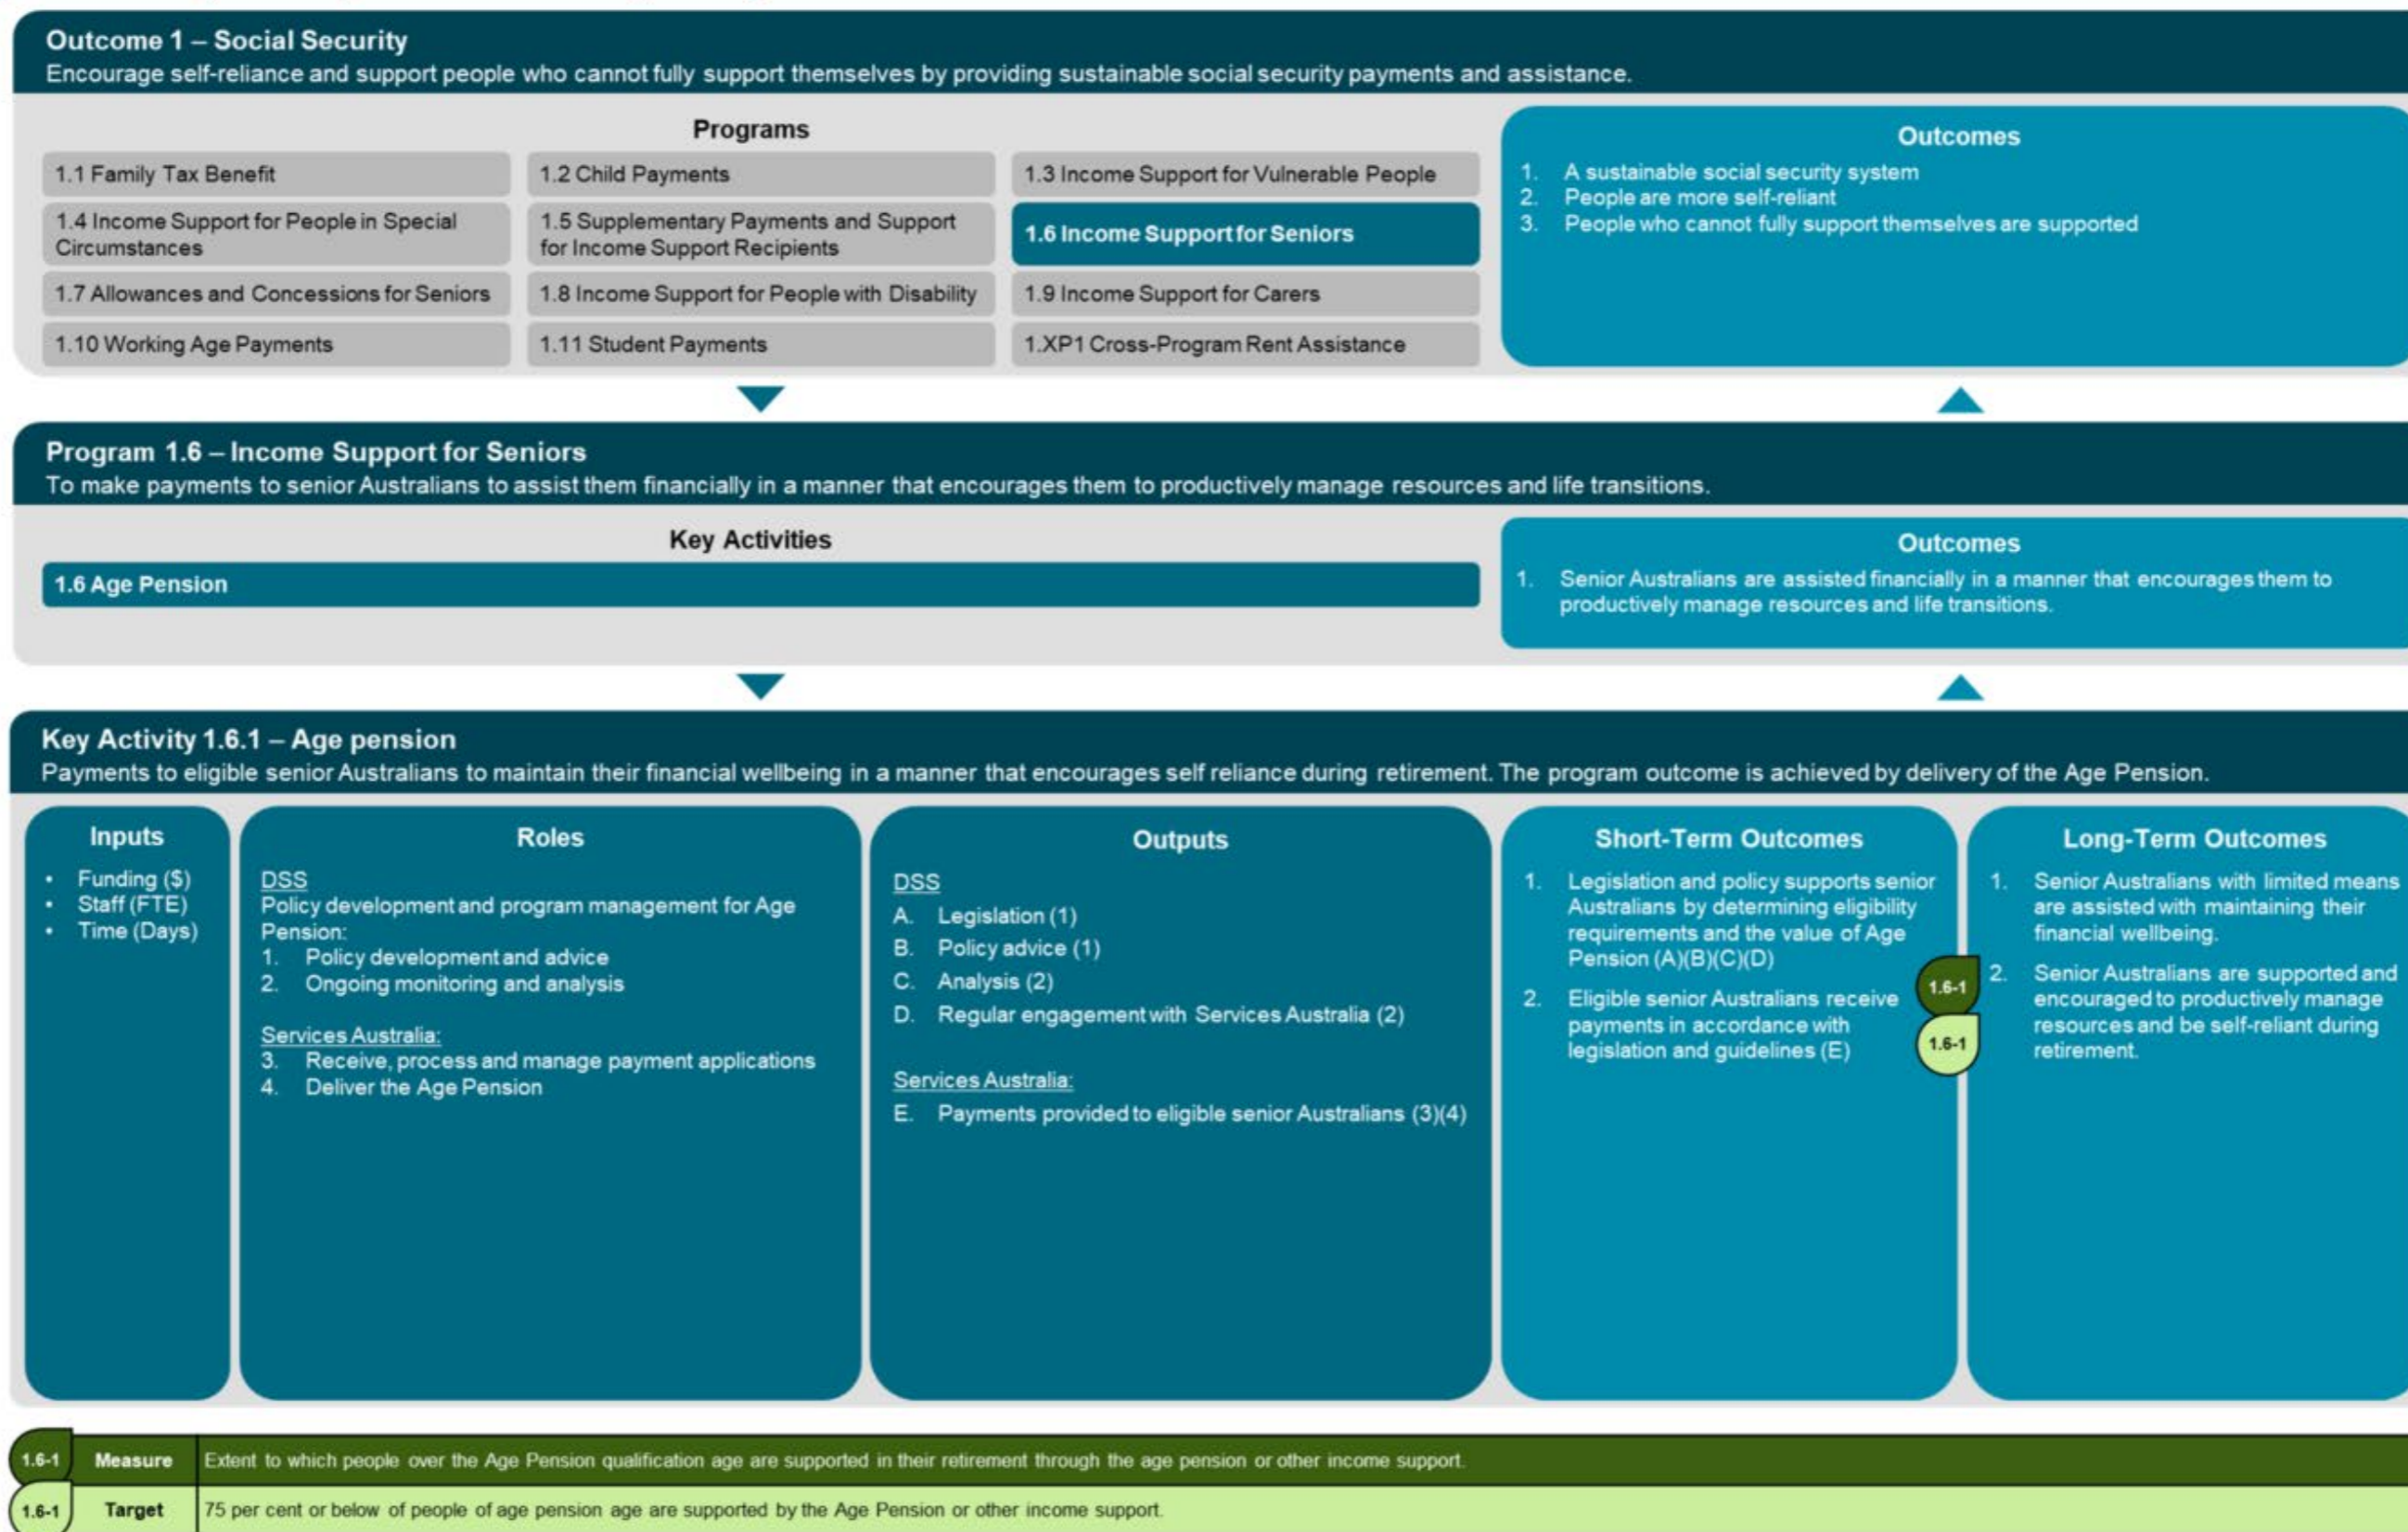 Outcome 1 – Social Security
Encourage self-reliance and support people who cannot fully support themselves by providing sustainable social security payments and assistance.
Programs
1.1 Family Tax Benefit
1.2 Child Payments
1.3 Income Support for Vulnerable People
1.4 Income Support for People in Special
Circumstances
1.5 Supplementary Payments and Support
for Income Support Recipients
1.6 Income Support for Seniors
1.7 Allowances and Concessions for Seniors
1.8 Income Support for People with Disability
1.9 Income Support for Carers
1.10 Working Age Payments
1.11 Student Payments
1.XP1 Cross-Program Rent Assistance
Outcomes
1. A sustainable social security system
2. People are more self-reliant
3. People who cannot fully support themselves are supported
Program 1.6 – Income Support for Seniors
To make payments to senior Australians to assist them financially in a manner that encourages them to productively manage resources and life transitions.
Key Activities
1.6 Age Pension
Outcomes
1. Senior Australians are assisted financially in a manner that encourages them to
productively manage resources and life transitions.
Key Activity 1.6.1 – Age pension
Payments to eligible senior Australians to maintain their financial wellbeing in a manner that encourages self reliance during retirement. The program outcome is achieved by delivery of the Age Pension.
Inputs
• Funding ($)
• Staff (FTE)
• Time (Days)
Roles
DSS
Policy development and program management for Age
Pension:
1. Policy development and advice
2. Ongoing monitoring and analysis
Services Australia:
3. Receive, process and manage payment applications
4. Deliver the Age Pension
Outputs
DSS
A. Legislation (1)
B. Policy advice (1)
C. Analysis (2)
D. Regular engagement with Services Australia (2)
Services Australia:
E. Payments provided to eligible senior Australians (3)(4)
Short-Term Outcomes
1. Legislation and policy supports senior
Australians by determining eligibility
requirements and the value of Age
Pension (A)(B)(C)(D)
2. Eligible senior Australians receive
payments in accordance with
legislation and guidelines (E)
1.6-1
1.6-1
Long-Term Outcomes
1. Senior Australians with limited means
are assisted with maintaining their
financial wellbeing.
2. Senior Australians are supported and
encouraged to productively manage
resources and be self-reliant during
retirement.
1.6-1 Measure Extent to which people over the Age Pension qualification age are supported in their retirement through the age pension or other income support.
1.6-1 Target 75 per cent or below of people of age pension age are supported by the Age Pension or other income support.